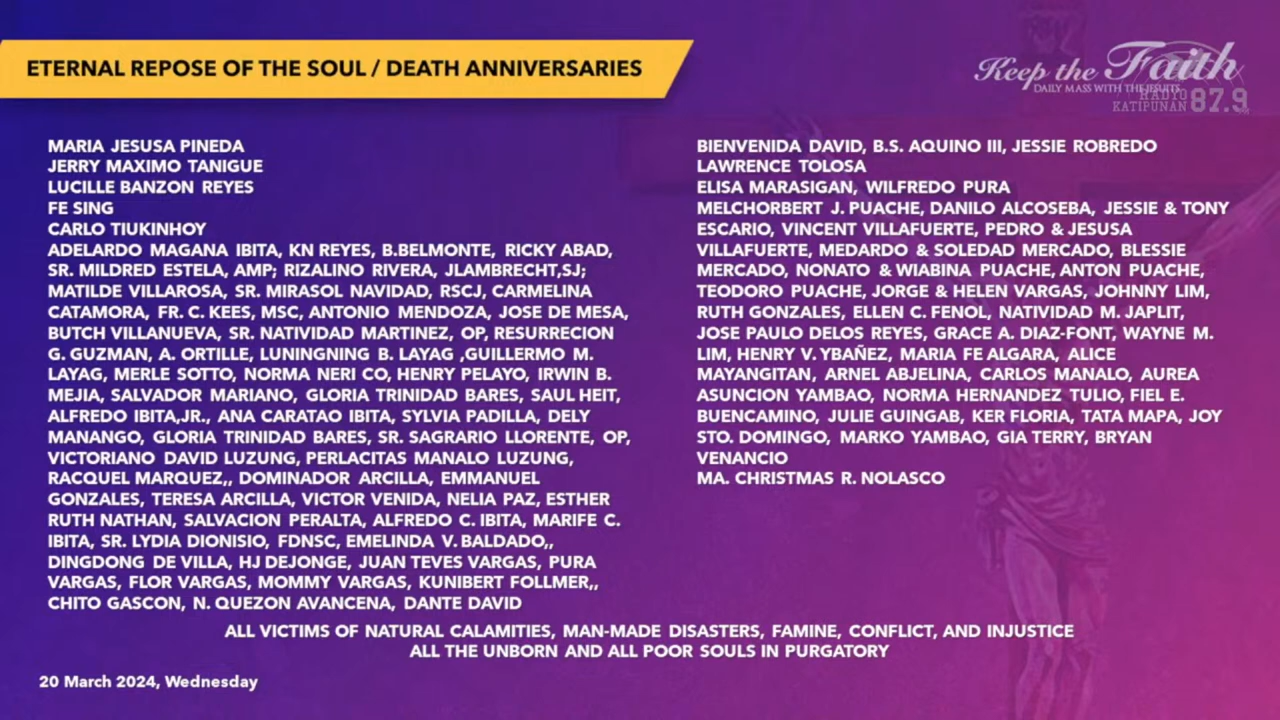 ETERNAL REPOSE OF THE SOUL / DEATH ANNIVERSARIES
Keep the Faith
DAILY MASS WITH THE JESUITS
RADYO
KATIPUNAN 87.9
MARIA JESUSA PINEDA
JERRY MAXIMO TANIGUE
LUCILLE BANZON REYES
FE SING
CARLO TIUKINHOY
ADELARDO MAGANA IBITA, KN REYES, B.BELMONTE, RICKY ABAD,
SR. MILDRED ESTELA, AMP; RIZALINO RIVERA, JLAMBRECHT,SJ;
MATILDE VILLAROSA, SR. MIRASOL NAVIDAD, RSCJ, CARMELINA
CATAMORA, FR. C. KEES, MSC, ANTONIO MENDOZA, JOSE DE MESA,
BUTCH VILLANUEVA, SR. NATIVIDAD MARTINEZ, OP, RESURRECION
G. GUZMAN, A. ORTILLE, LUNINGNING B. LAYAG ,GUILLERMO M.
LAYAG, MERLE SOTTO, NORMA NERI CO, HENRY PELAYO, IRWIN B.
MEJIA, SALVADOR MARIANO, GLORIA TRINIDAD BARES, SAUL HEIT,
ALFREDO IBITA,JR., ANA CARATAO IBITA, SYLVIA PADILLA, DELY
MANANGO, GLORIA TRINIDAD BARES, SR. SAGRARIO LLORENTE, OP,
VICTORIANO DAVID LUZUNG, PERLACITAS MANALO LUZUNG,
RACQUEL MARQUEZ,, DOMINADOR ARCILLA, EMMANUEL
GONZALES, TERESA ARCILLA, VICTOR VENIDA, NELIA PAZ, ESTHER
RUTH NATHAN, SALVACION PERALTA, ALFREDO C. IBITA, MARIFE C.
IBITA, SR. LYDIA DIONISIO, FDNSC, EMELINDA V. BALDADO,,
DINGDONG DE VILLA, HJ DEJONGE, JUAN TEVES VARGAS, PURA
VARGAS, FLOR VARGAS, MOMMY VARGAS, KUNIBERT FOLLMER,,
CHITO GASCON, N. QUEZON AVANCENA, DANTE DAVID
BIENVENIDA DAVID, B.S. AQUINO III, JESSIE ROBREDO
LAWRENCE TOLOSA
ELISA MARASIGAN, WILFREDO PURA
MELCHORBERT J. PUACHE, DANILO ALCOSEBA, JESSIE & TONY
ESCARIO, VINCENT VILLAFUERTE, PEDRO & JESUSA
VILLAFUERTE, MEDARDO & SOLEDAD MERCADO, BLESSIE
MERCADO, NONATO & WIABINA PUACHE, ANTON PUACHE,
TEODORO PUACHE, JORGE & HELEN VARGAS, JOHNNY LIM,
RUTH GONZALES, ELLEN C. FENOL, NATIVIDAD M. JAPLIT,
JOSE PAULO DELOS REYES, GRACE A. DIAZ-FONT, WAYNE M.
LIM, HENRY V. YBAÑEZ, MARIA FE ALGARA, ALICE
MAYANGITAN, ARNEL ABJELINA, CARLOS MANALO, AUREA
ASUNCION YAMBAO, NORMA HERNANDEZ TULIO, FIEL E.
BUENCAMINO, JULIE GUINGAB, KER FLORIA, TATA MAPA, JOY
STO. DOMINGO, MARKO YAMBAO, GIA TERRY, BRYAN
VENANCIO
MA. CHRISTMAS R. NOLASCO
ALL VICTIMS OF NATURAL CALAMITIES, MAN-MADE DISASTERS, FAMINE, CONFLICT, AND INJUSTICE
ALL THE UNBORN AND ALL POOR SOULS IN PURGATORY
20 March 2024, Wednesday